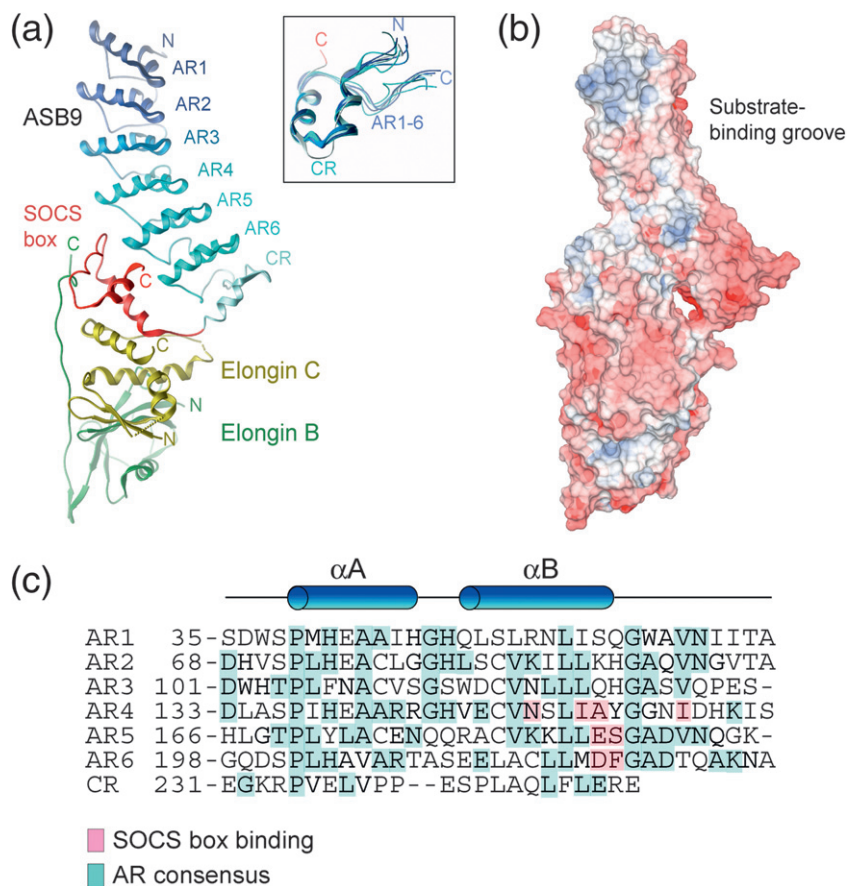 (a)
N
AR1
AR2
ASB9
AR3
AR4
SOCS
box
AR5
C
AR6
C
CR
C
Elongin C
N
Elongin B
N
C
N
C
AR1-6
CR
(b)
Substrate-
binding groove
(c)
αA αB
AR1 35-SDWSPMHEAAIHGHQLSLRNLISQGWAVNIITA
AR2 68-DHVSPLHEACLGGHLSCVKILLKHGAQVNGVTA
AR3 101-DWHTPLFNACVSGSWDCVNLLLQHGASVQPES-
AR4 133-DLASPIHEAARRGHVECVNSLIAYGGNIDHKIS
AR5 166-HLGTPLYLACENQQRACVKKLLESGADVNQGK-
AR6 198-GQDSPLHAVARTASEELACLLMDFGADTQAKNA
CR 231-EGKRPVELVPP--ESPLAQLFLERE
SOCS box binding
AR consensus